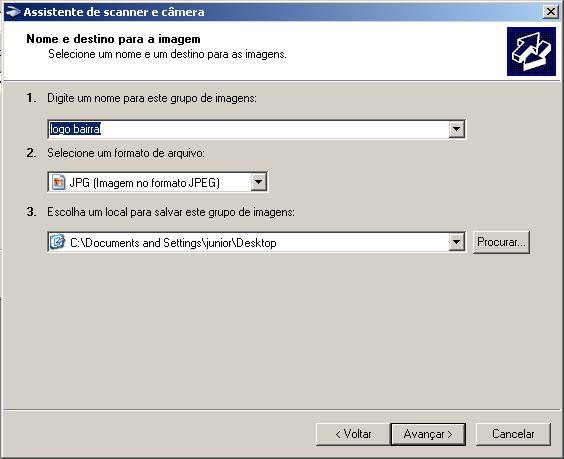 Assistente de scanner e câmera
Nome e destino para a imagem
Selecione um nome e um destino para as imagens.
1. Digite um nome para este grupo de imagens:
logo bairral
2. Selecione um formato de arquivo:
JPG (Imagem no formato JPEG)
3. Escolha um local para salvar este grupo de imagens:
C:\Documents and Settings\junior\Desktop
Procurar...
< Voltar
Avançar >
Cancelar